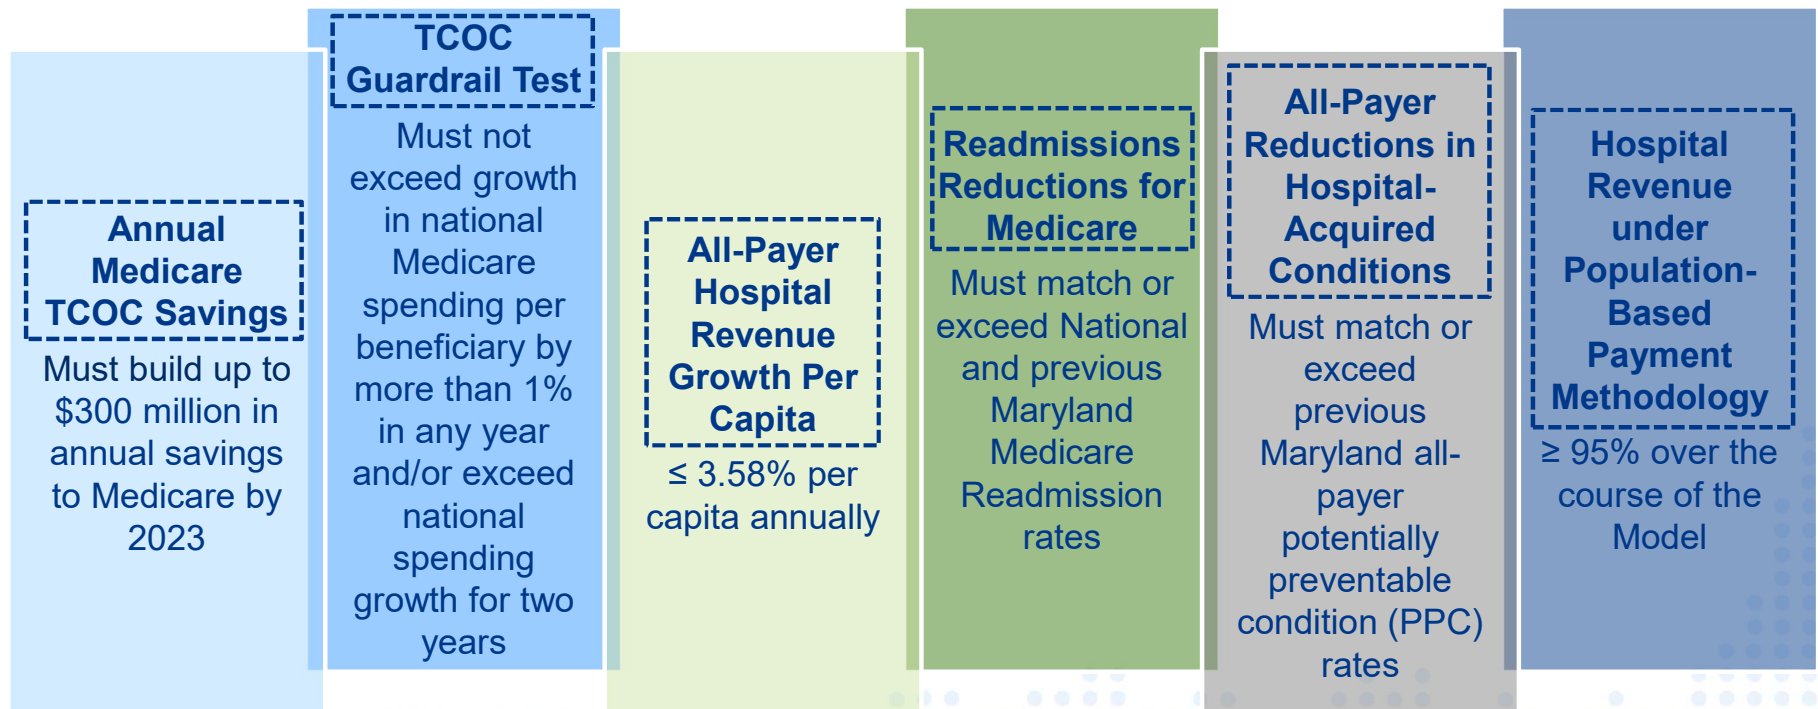 Annual
Medicare
TCOC Savings
Must build up to
$300 million in
annual savings
to Medicare by
2023
TCOC
Guardrail Test
Must not
exceed growth
in national
Medicare
spending per
beneficiary by
more than 1%
in any year
and/or exceed
national
spending
growth for two
years
All-Payer
Hospital
Revenue
Growth Per
Capita
≤ 3.58% per
capita annually
Readmissions
Reductions for
Medicare
Must match or
exceed National
and previous
Maryland
Medicare
Readmission
rates
All-Payer
Reductions in
Hospital-
Acquired
Conditions
Must match or
exceed
previous
Maryland all-
payer
potentially
preventable
condition (PPC)
rates
Hospital
Revenue
under
Population-
Based
Payment
Methodology
≥ 95% over the
course of the
Model